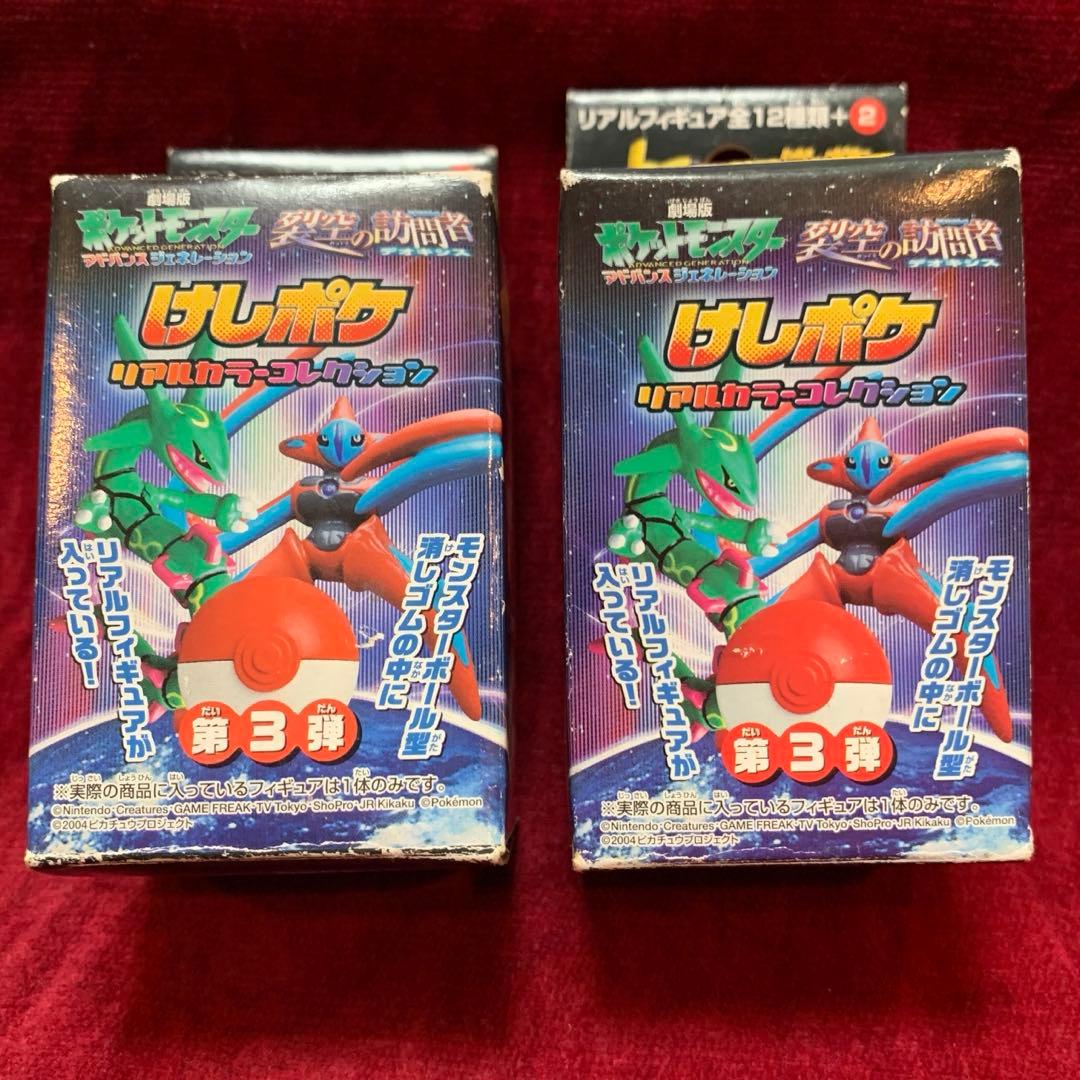 劇場版
ポケットモンスター
ADVANCED GENERATION
アドバンス ジェネレーション
裂空の訪問者
デオキシス
けしポケ
リアルカラーコレクション
モンスターボール型
消しゴムの中に
リアルフィギュアが
入っている!
第3弾
※実際の商品に入っているフィギュアは1体のみです。
©Nintendo·Creatures·GAME FREAK·TV Tokyo·ShoPro·JR Kikaku ©Pokémon
©2004 ピカチュウプロジェクト
リアルフィギュア全12種類+2
劇場版
ポケットモンスター
ADVANCED GENERATION
アドバンス ジェネレーション
裂空の訪問者
デオキシス
けしポケ
リアルカラーコレクション
モンスターボール型
消しゴムの中に
リアルフィギュアが
入っている!
第3弾
※実際の商品に入っているフィギュアは1体のみです。
©Nintendo·Creatures·GAME FREAK·TV Tokyo·ShoPro·JR Kikaku ©Pokémon
©2004 ピカチュウプロジェクト